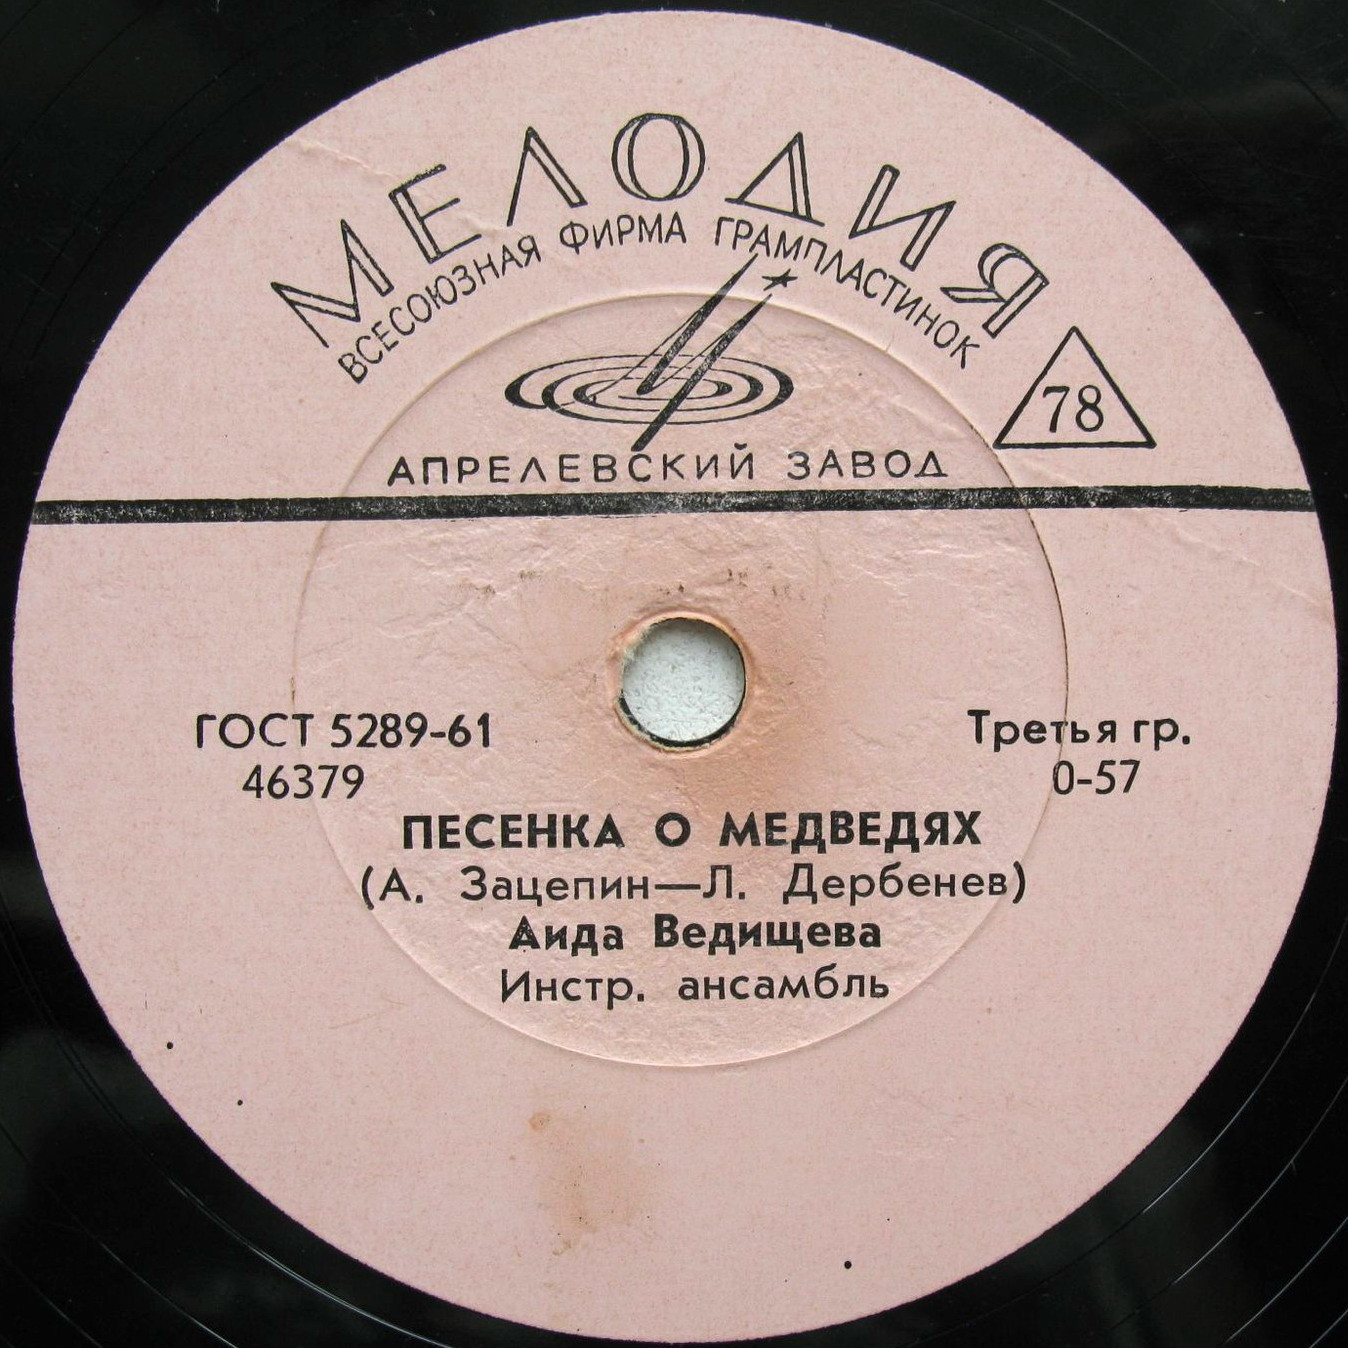 МЕЛОДИЯ
ВСЕСОЮЗНАЯ ФИРМА ГРАМПЛАСТИНОК
78
АПРЕЛЕВСКИЙ ЗАВОД
ГОСТ 5289-61
46379
Третья гр.
0-57
ПЕСЕНКА О МЕДВЕДЯХ
(А. Зацепин—Л. Дербенев)
Аида Ведищева
Инстр. ансамбль